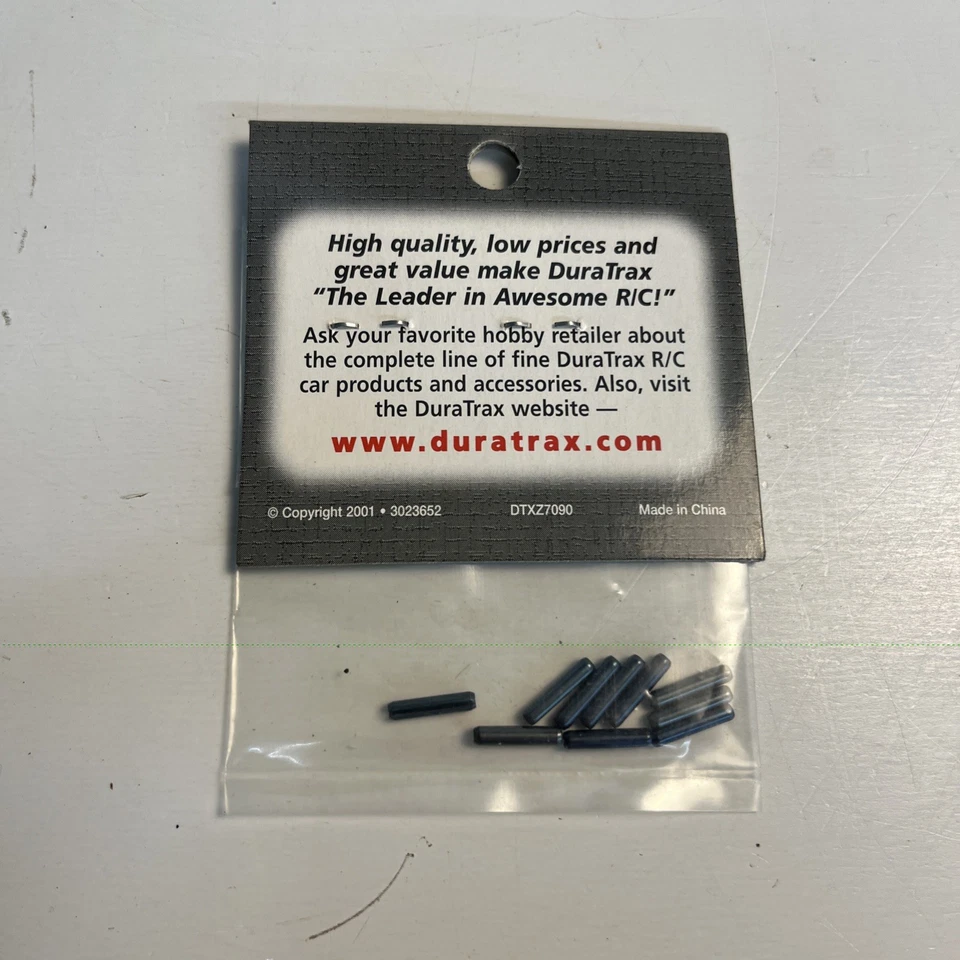 High quality, low prices and
great value make DuraTrax
“The Leader in Awesome R/C!”
Ask your favorite hobby retailer about
the complete line of fine DuraTrax R/C
car products and accessories. Also, visit
the DuraTrax website —
www.duratrax.com
© Copyright 2001 • 3023652 DTXZ7090 Made in China